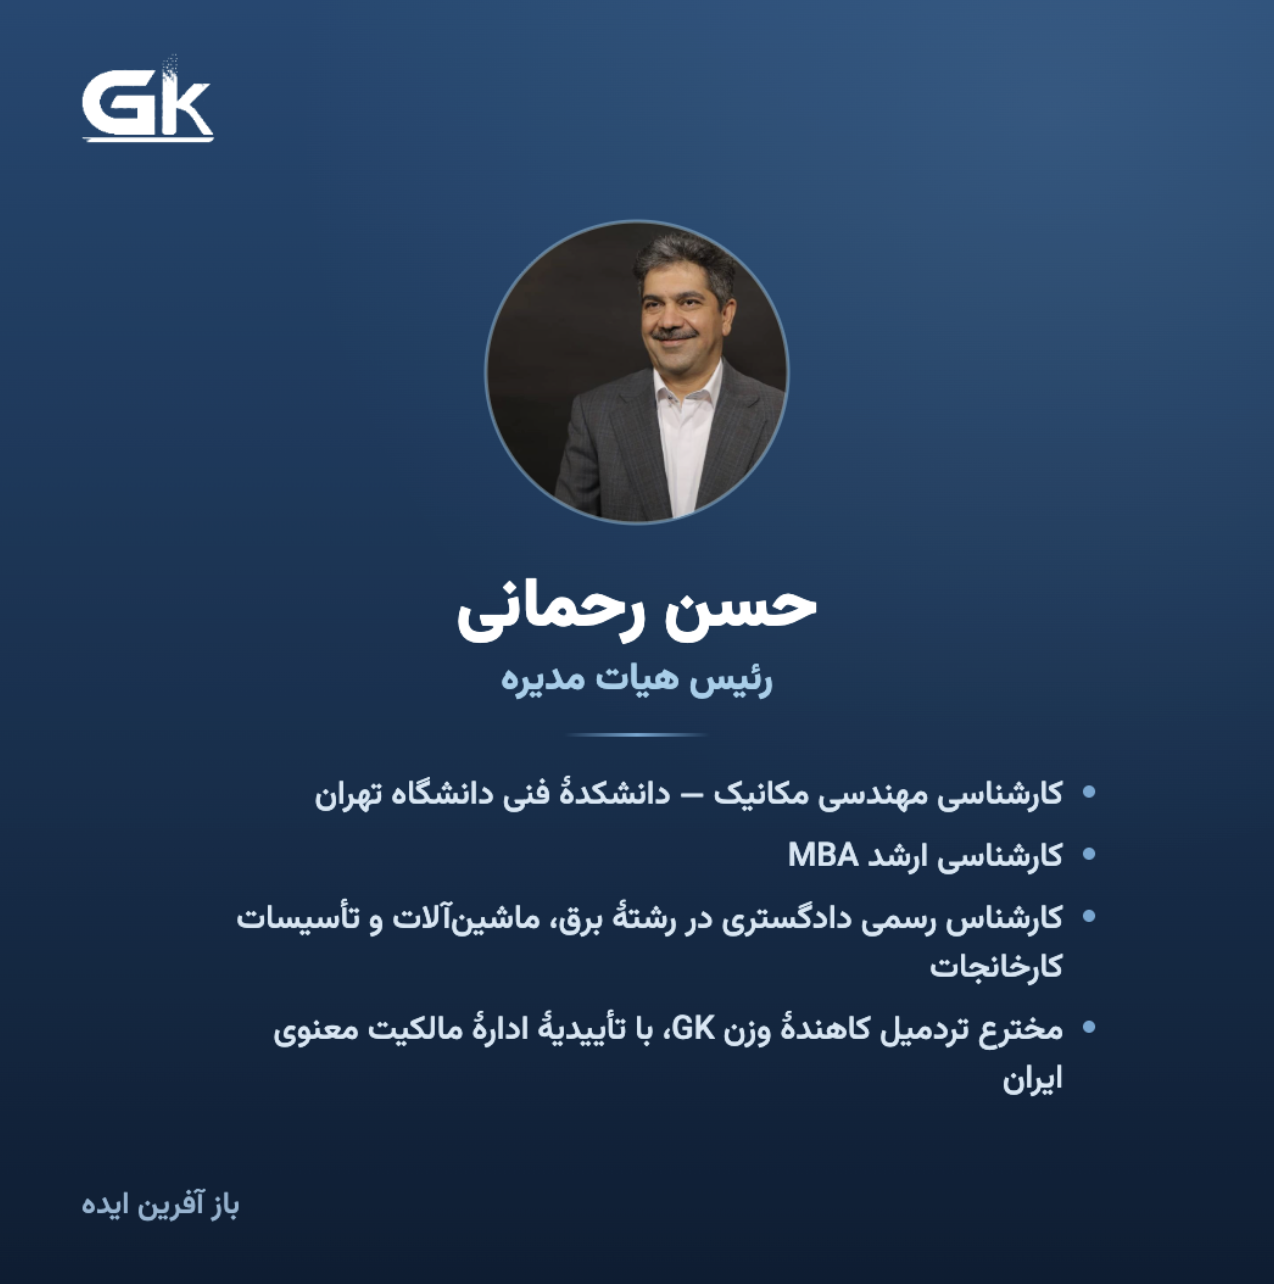 Gk
حسن رحمانی
رئیس هیات مدیره
کارشناسی مهندسی مکانیک – دانشکدهٔ فنی دانشگاه تهران
کارشناسی ارشد MBA
کارشناس رسمی دادگستری در رشتهٔ برق، ماشین‌آلات و تأسیسات
کارخانجات
مخترع تردمیل کاهندهٔ وزن GK، با تأییدیهٔ ادارهٔ مالکیت معنوی
ایران
باز آفرین ایده